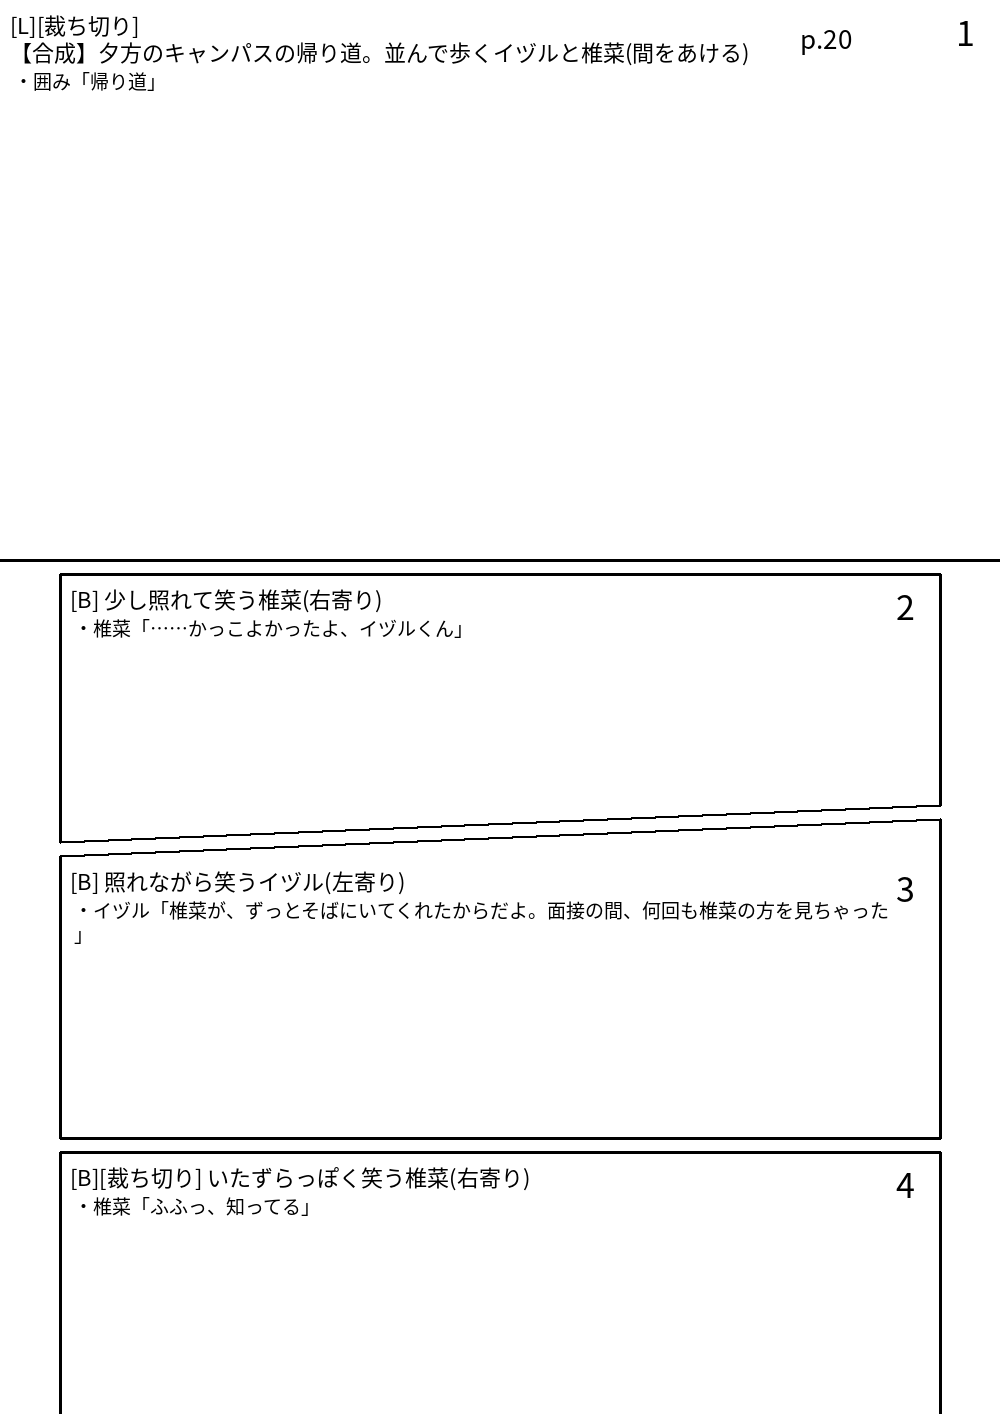 [L][裁ち切り]
【合成】夕方のキャンパスの帰り道。並んで歩くイヅルと椎菜(間をあける)
・囲み「帰り道」
p.20
1
[B] 少し照れて笑う椎菜(右寄り)
・椎菜「……かっこよかったよ、イヅルくん」
2
[B] 照れながら笑うイヅル(左寄り)
・イヅル「椎菜が、ずっとそばにいてくれたからだよ。面接の間、何回も椎菜の方を見ちゃった
」
3
[B][裁ち切り] いたずらっぽく笑う椎菜(右寄り)
・椎菜「ふふっ、知ってる」
4